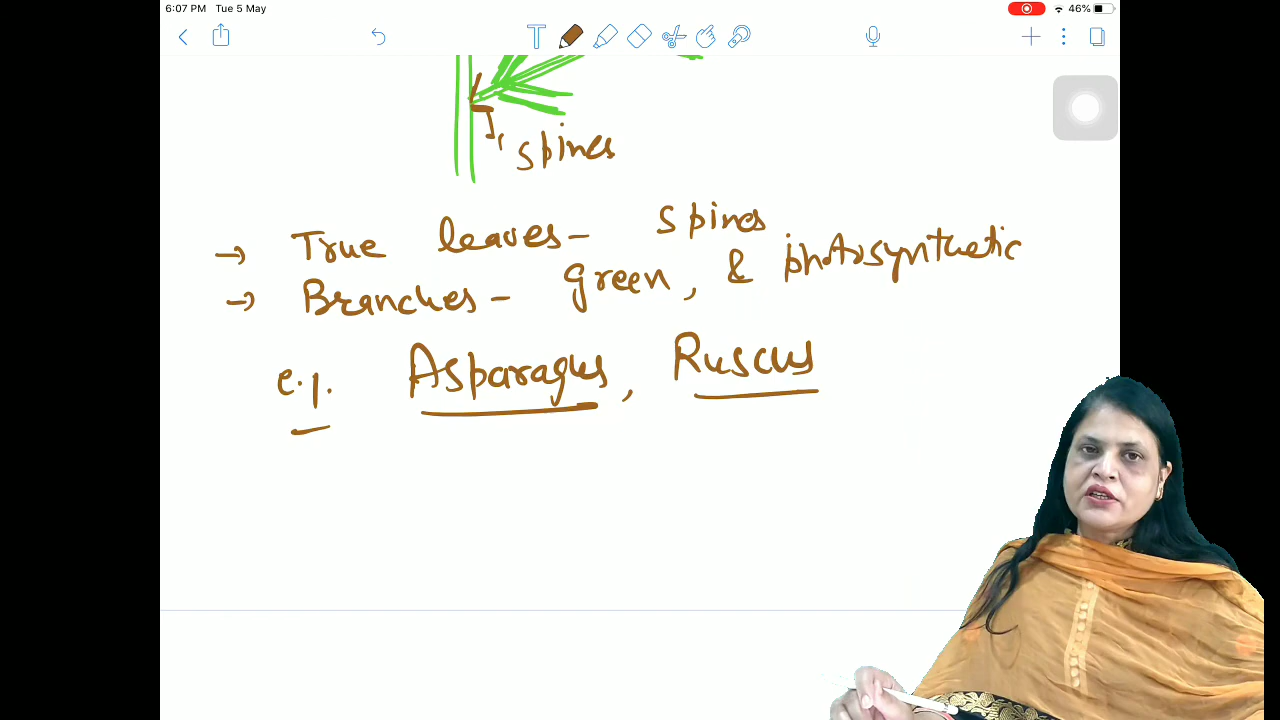 6:07 PM Tue 5 May 46%
T
spines
→ True leaves - spines
→ Branches - green, & photosynthetic
e.g. Asparagus, Ruscus